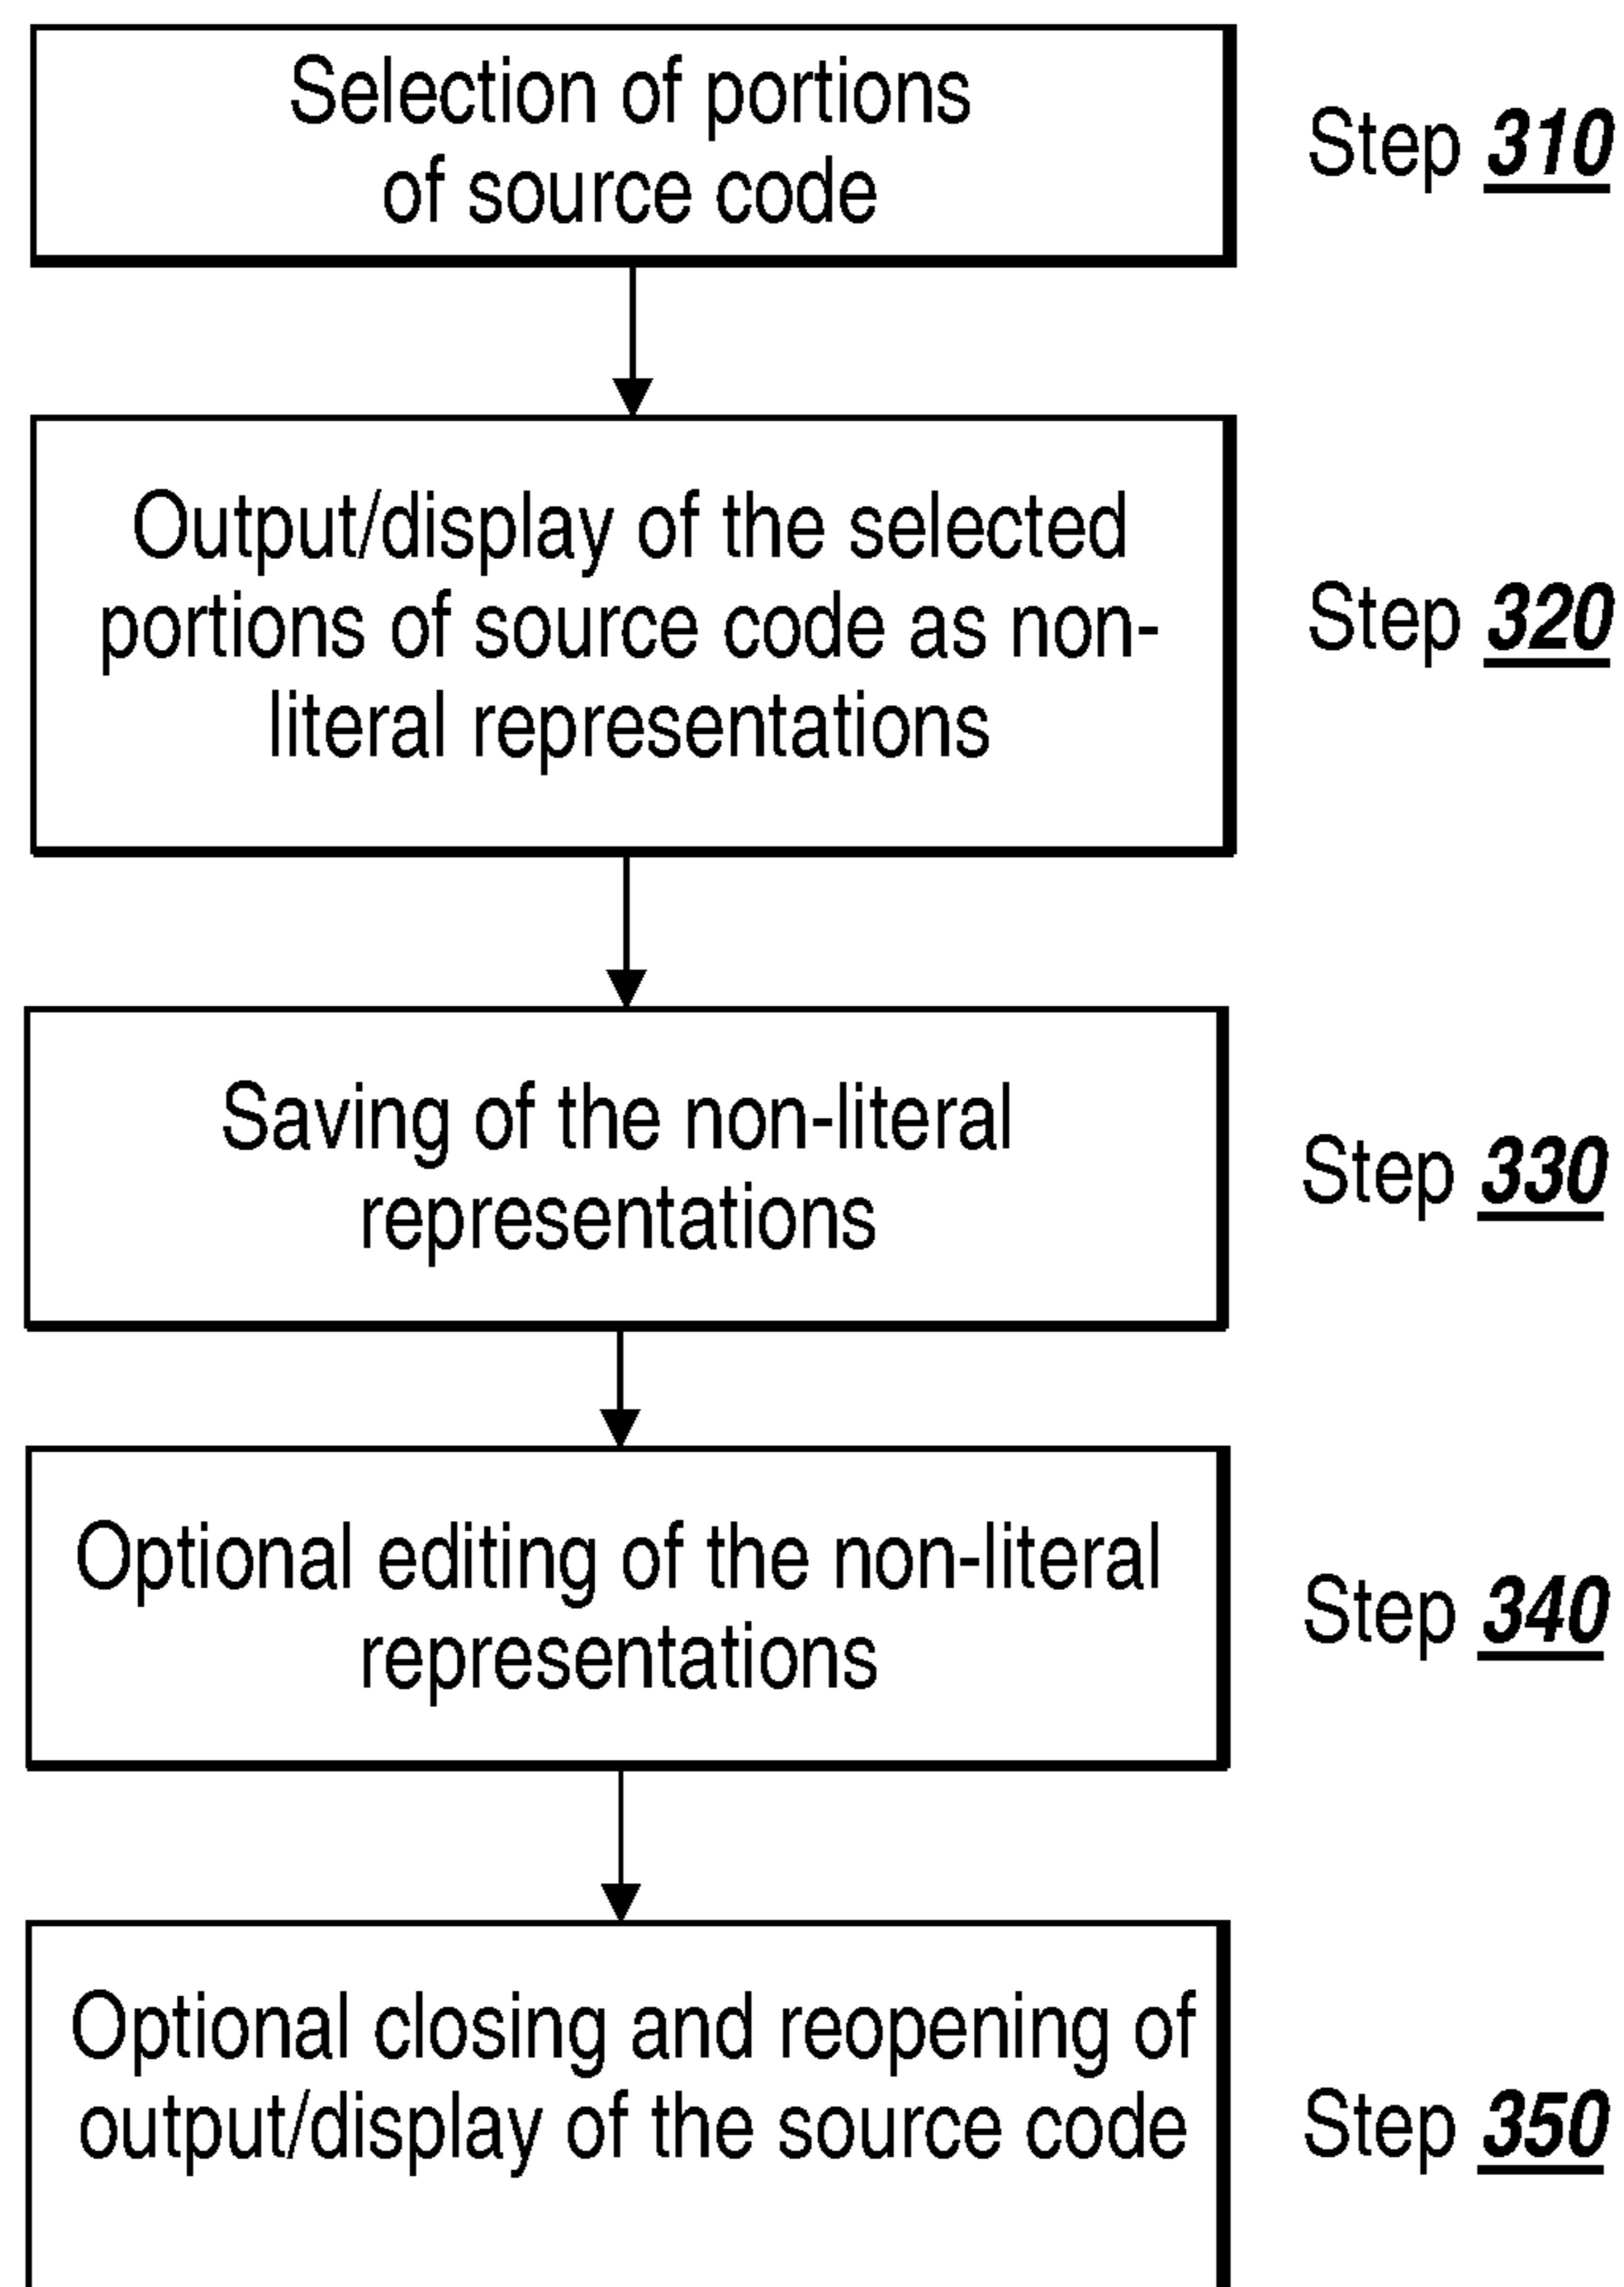 Selection of portions
of source code
Step 310
Output/display of the selected
portions of source code as non-
literal representations
Step 320
Saving of the non-literal
representations
Step 330
Optional editing of the non-literal
representations
Step 340
Optional closing and reopening of
output/display of the source code
Step 350